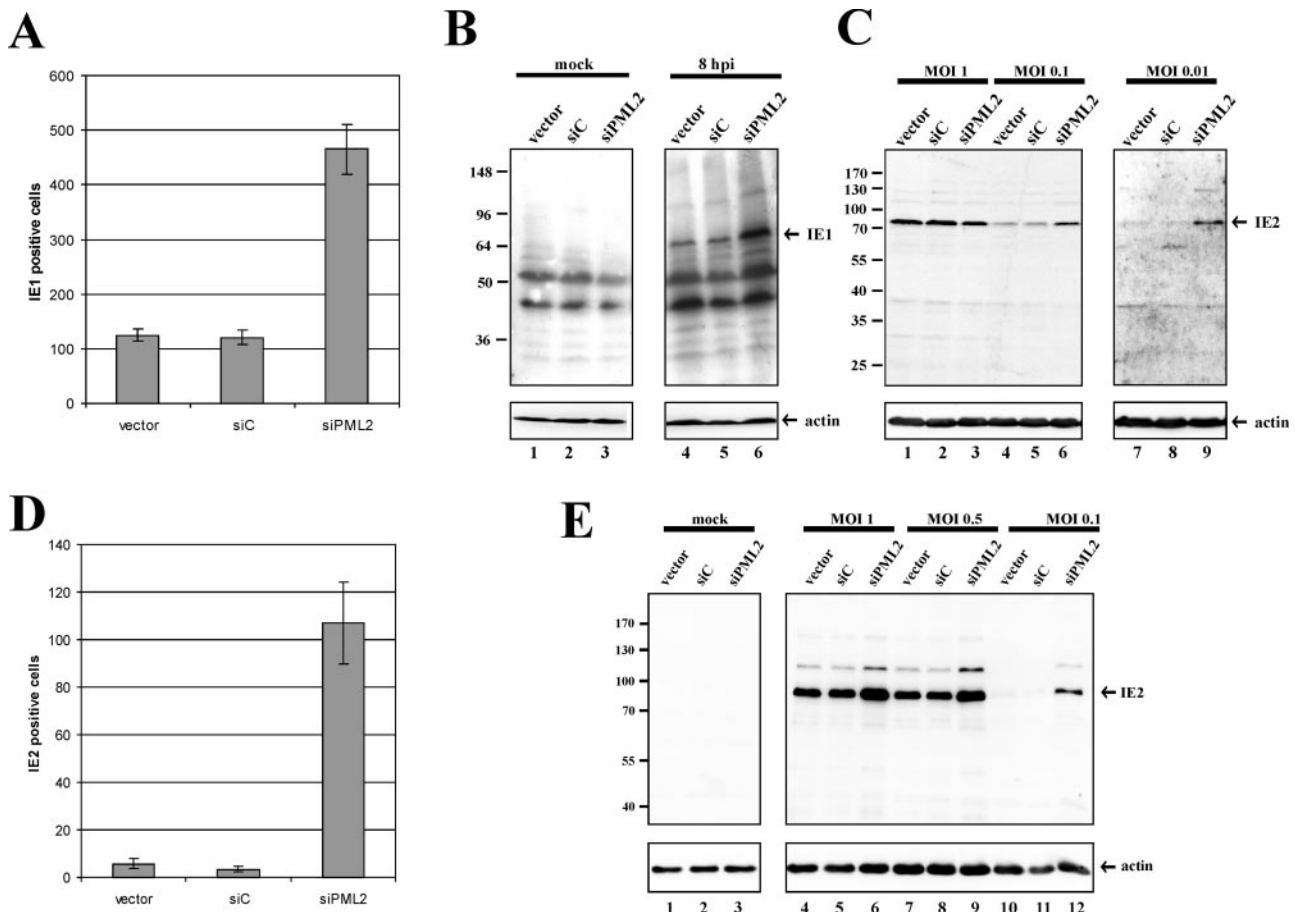 A
IE1 positive cells
600
500
400
300
200
100
0
vector siC siPML2
B
mock 8 hpi
vector siC siPML2 vector siC siPML2
148
96
64
50
36
IE1
actin
1 2 3 4 5 6
C
MOI 1 MOI 0.1 MOI 0.01
vector siC siPML2 vector siC siPML2 vector siC siPML2
170
130
100
70
55
40
35
25
IE2
actin
1 2 3 4 5 6 7 8 9
D
IE2 positive cells
140
120
100
80
60
40
20
0
vector siC siPML2
E
mock MOI 1 MOI 0.5 MOI 0.1
vector siC siPML2 vector siC siPML2 vector siC siPML2 vector siC siPML2
170
130
100
70
55
40
IE2
actin
1 2 3 4 5 6 7 8 9 10 11 12